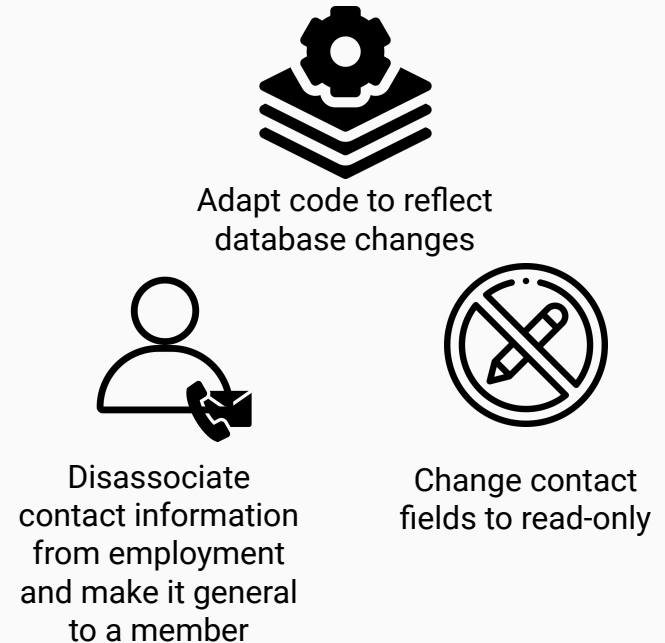 Adapt code to reflect
database changes
Disassociate
contact information
from employment
and make it general
to a member
Change contact
fields to read-only